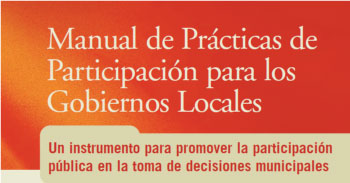 Manual de Prácticas de
Participación para los
Gobiernos Locales
Un instrumento para promover la participación
pública en la toma de decisiones municipales